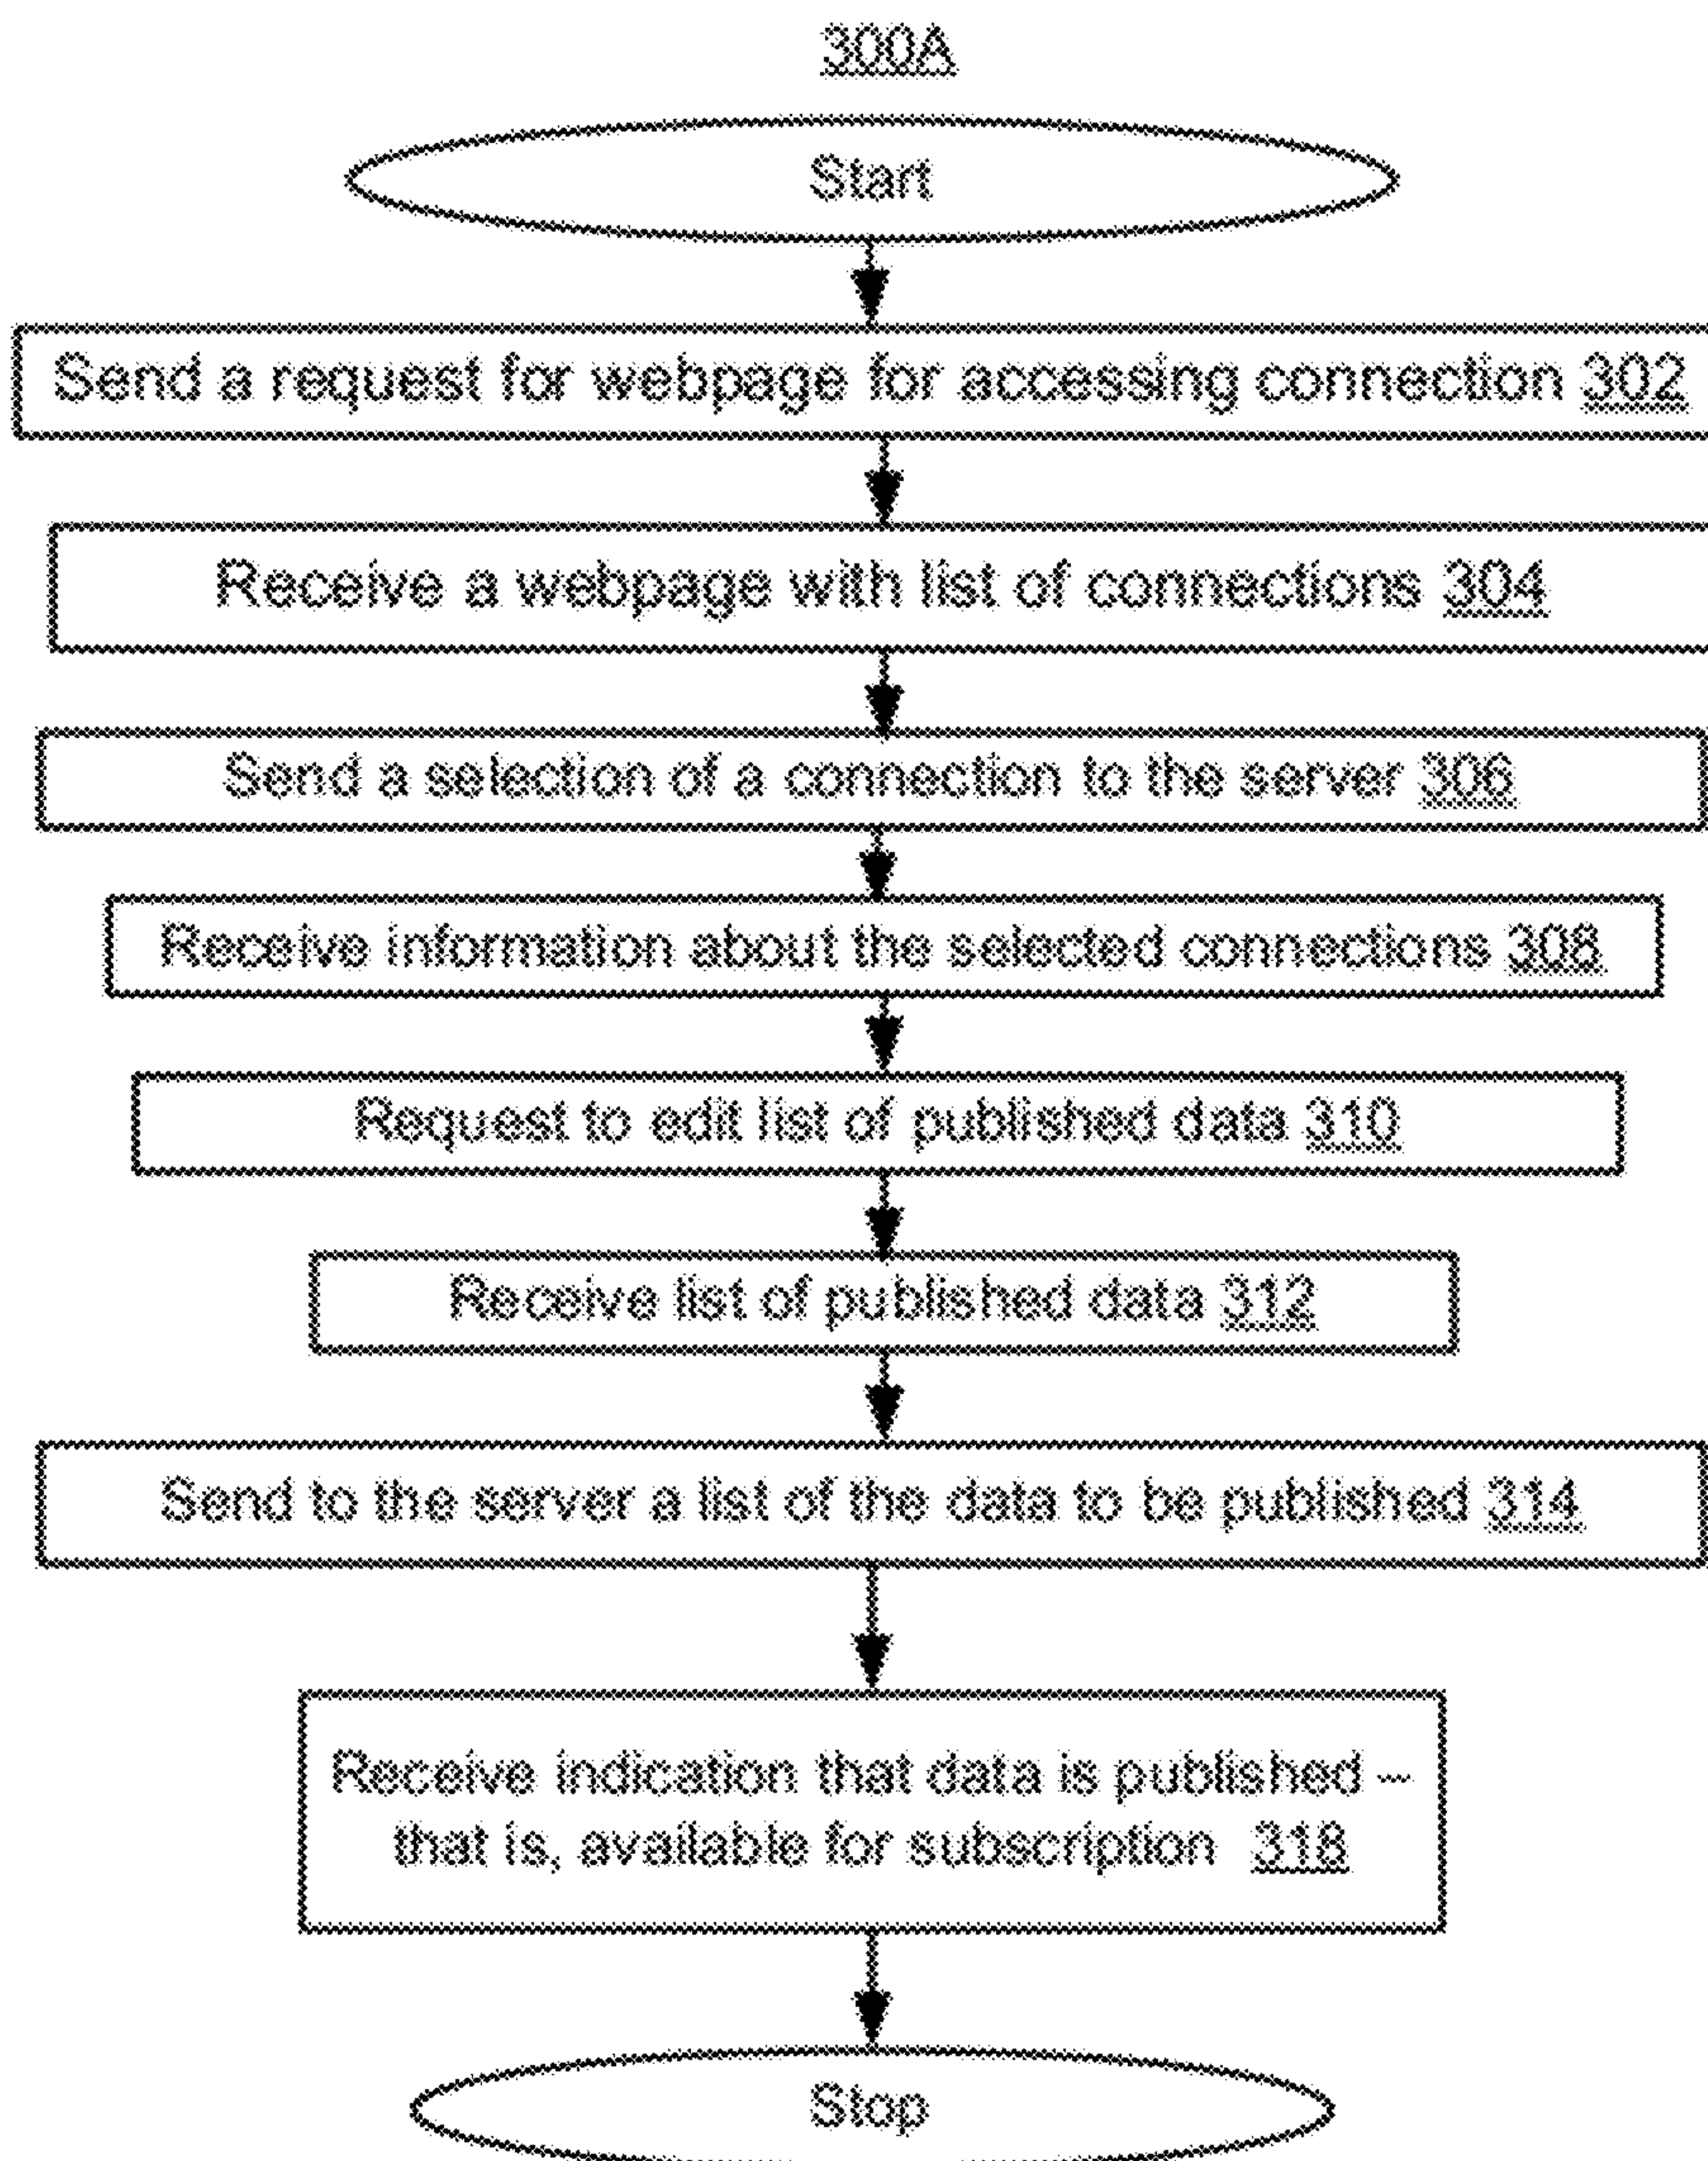 300A
Start
Send a request for webpage for accessing connection 302
Receive a webpage with list of connections 304
Send a selection of a connection to the server 306
Receive information about the selected connections 308
Request to edit list of published data 310
Receive list of published data 312
Send to the server a list of the data to be published 314
Receive indication that data is published –
that is, available for subscription 318
Stop